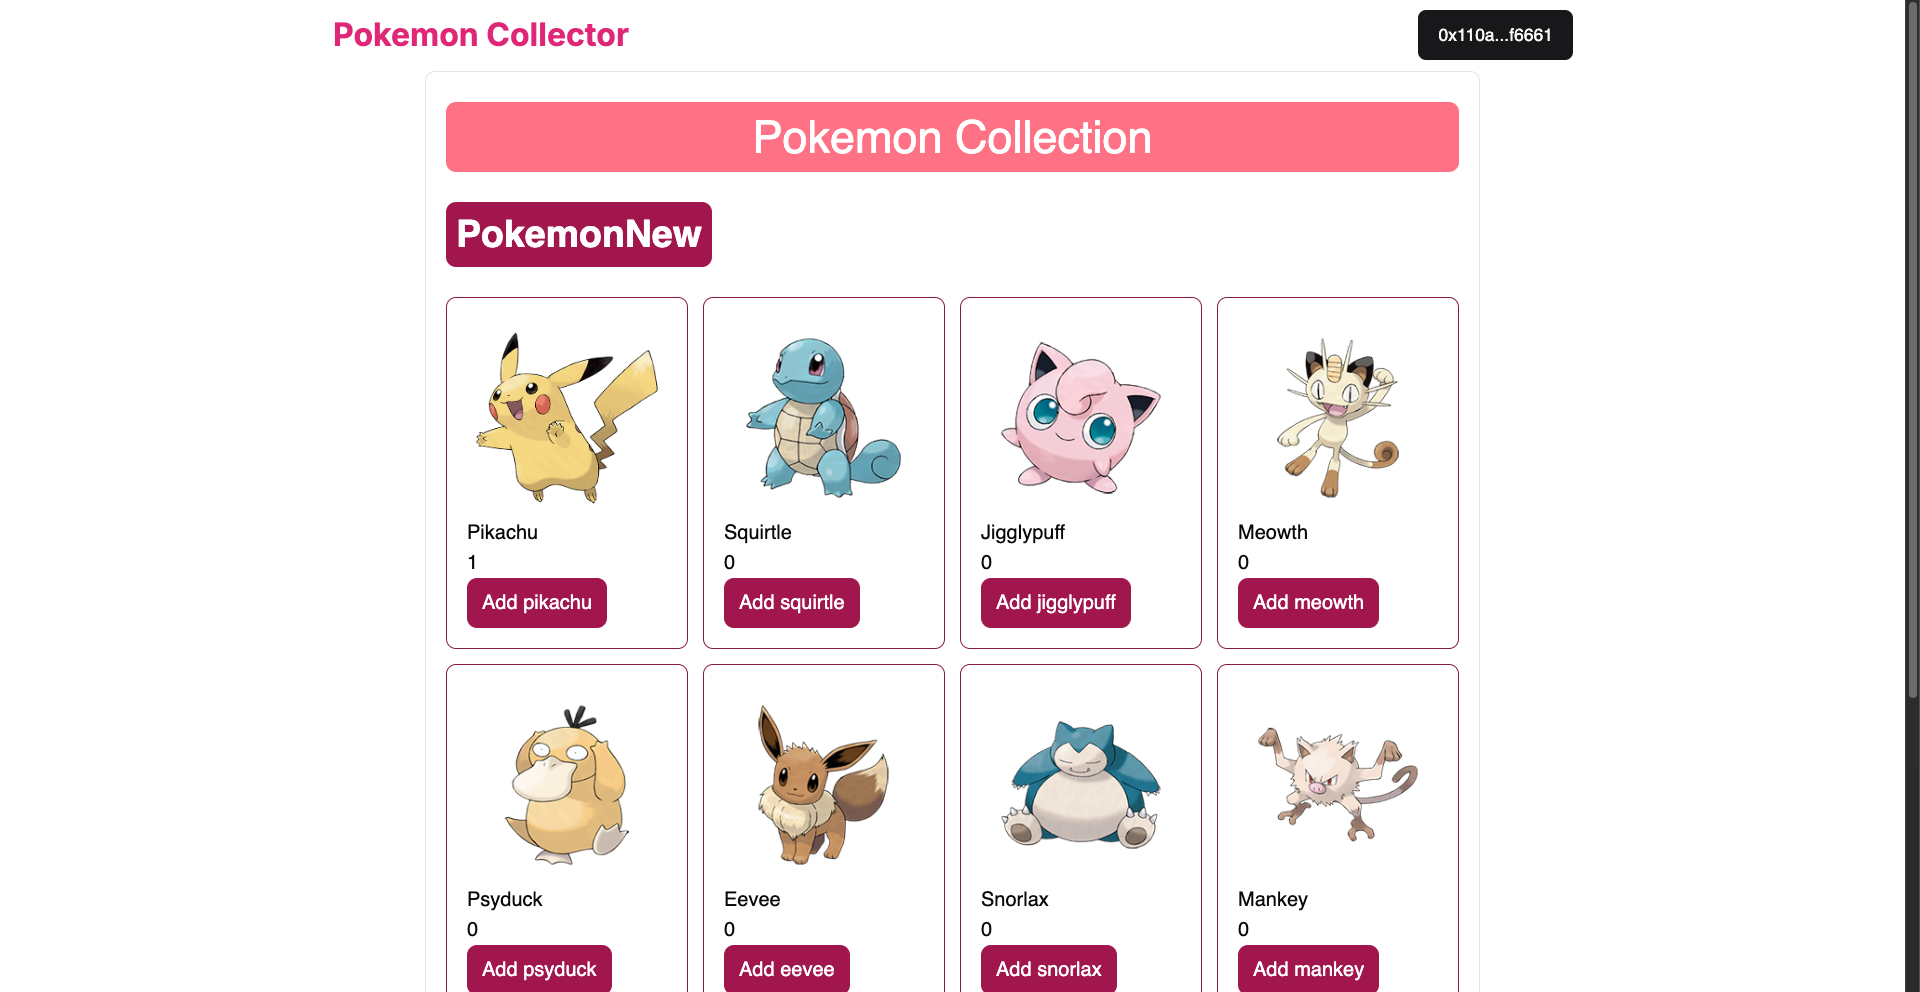 Pokemon Collector
0x110a...f6661
Pokemon Collection
PokemonNew
Pikachu
1
Add pikachu
Squirtle
0
Add squirtle
Jigglypuff
0
Add jigglypuff
Meowth
0
Add meowth
Psyduck
0
Add psyduck
Eevee
0
Add eevee
Snorlax
0
Add snorlax
Mankey
0
Add mankey